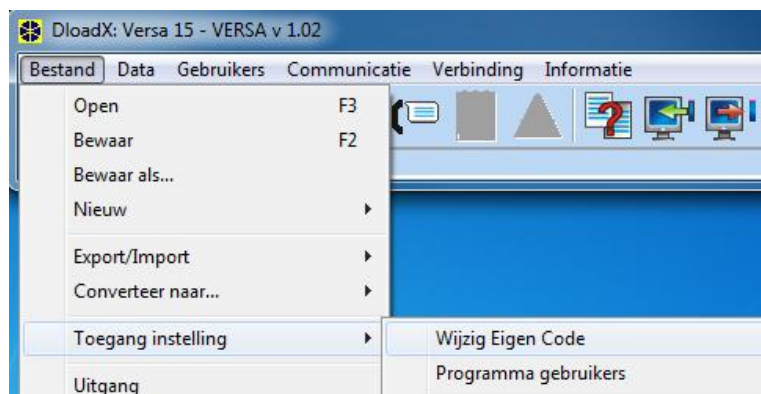 DloadX: Versa 15 - VERSA v 1.02
Bestand Data Gebruikers Communicatie Verbinding Informatie
Open F3
Bewaar F2
Bewaar als...
Nieuw
Export/Import
Converteer naar...
Toegang instelling
Wijzig Eigen Code
Programma gebruikers
Uitgang